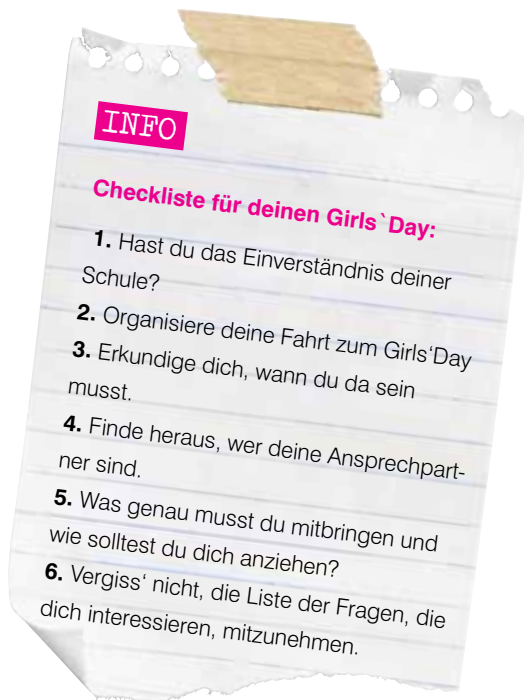 INFO
Checkliste für deinen Girls`Day:
1. Hast du das Einverständnis deiner
Schule?
2. Organisiere deine Fahrt zum Girls‘Day
3. Erkundige dich, wann du da sein
musst.
4. Finde heraus, wer deine Ansprechpart-
ner sind.
5. Was genau musst du mitbringen und
wie solltest du dich anziehen?
6. Vergiss‘ nicht, die Liste der Fragen, die
dich interessieren, mitzunehmen.